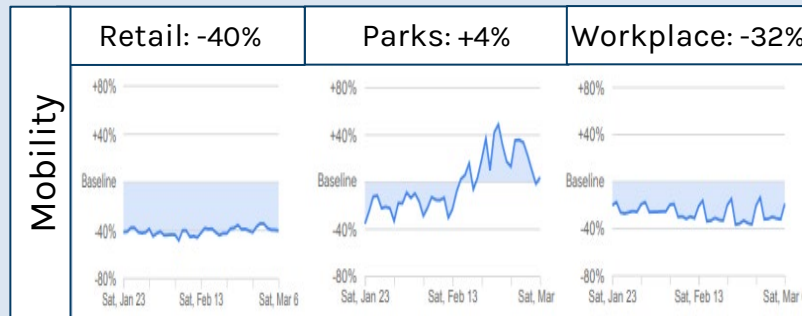 Mobility
Retail: -40%
Parks: +4%
Workplace: -32%
+80%
+40%
Baseline
-40%
-80%
Sat, Jan 23
Sat, Feb 13
Sat, Mar 6
+80%
+40%
Baseline
-40%
-80%
Sat, Jan 23
Sat, Feb 13
Sat, Mar
+80%
+40%
Baseline
-40%
-80%
Sat, Jan 23
Sat, Feb 13
Sat, Mar